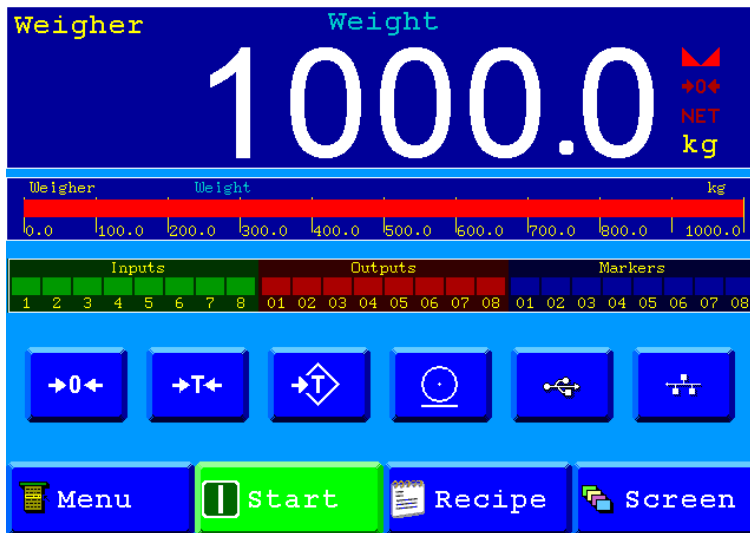 Weigher Weight
1000.0
→0←
NET
kg
Weigher Weight kg
0.0 100.0 200.0 300.0 400.0 500.0 600.0 700.0 800.0 1000.0
Inputs Outputs Markers
1 2 3 4 5 6 7 8 01 02 03 04 05 06 07 08 01 02 03 04 05 06 07 08
→0← →T← →T
Menu Start Recipe Screen